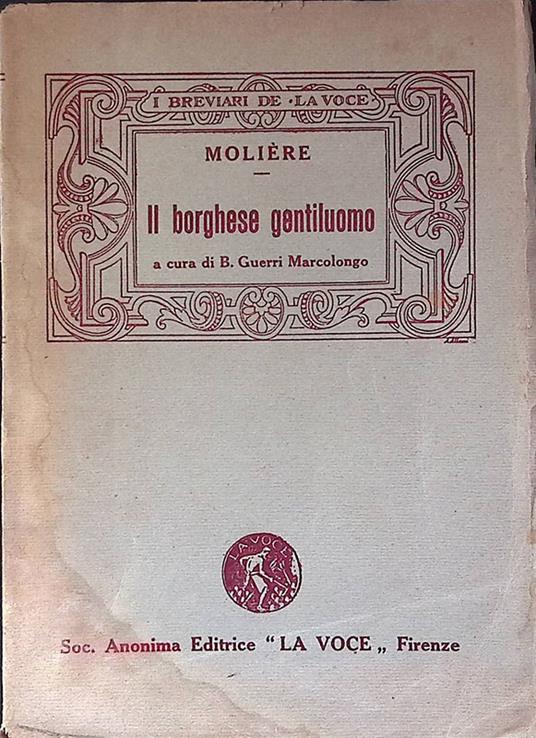 I BREVIARI DE • LA VOCE •
MOLIÈRE
Il borghese gentiluomo
a cura di B. Guerri Marcolongo
LA VOCE
Soc. Anonima Editrice “ LA VOCE „ Firenze